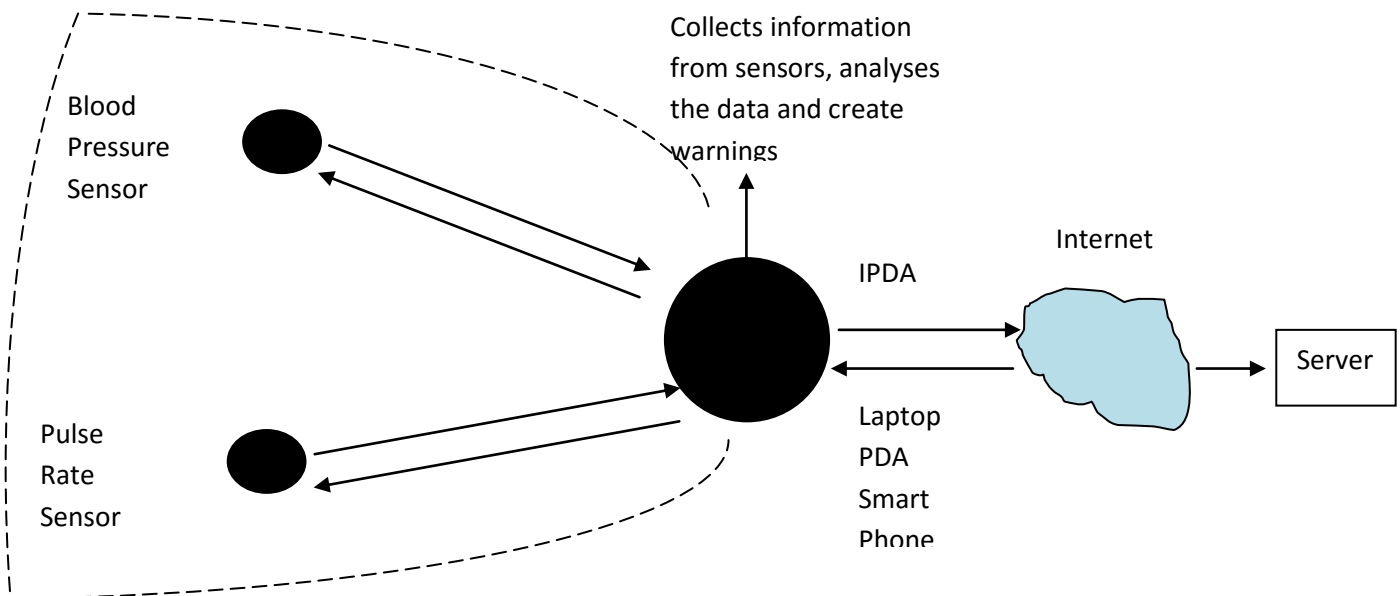 Collects information
from sensors, analyses
the data and create
warnings
Blood
Pressure
Sensor
Internet
IPDA
Server
Laptop
PDA
Smart
Phone
Pulse
Rate
Sensor